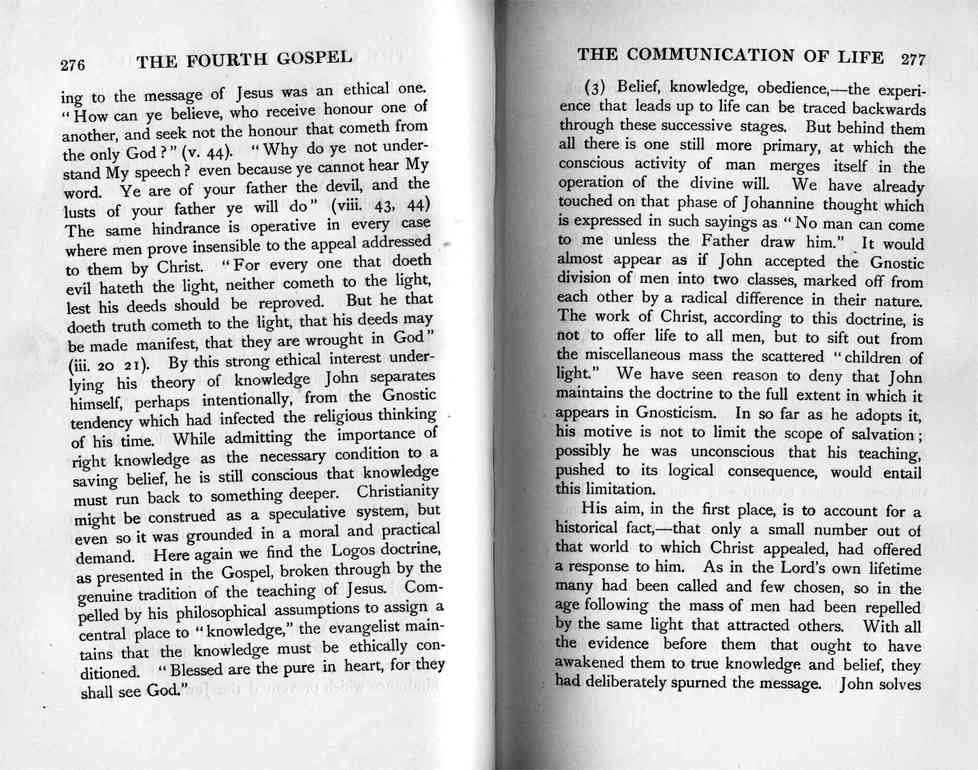 276 THE FOURTH GOSPEL
ing to the message of Jesus was an ethical one.
“How can ye believe, who receive honour one of
another, and seek not the honour that cometh from
the only God?” (v. 44). “Why do ye not under-
stand My speech? even because ye cannot hear My
word. Ye are of your father the devil, and the
lusts of your father ye will do” (viii. 43, 44)
The same hindrance is operative in every case
where men prove insensible to the appeal addressed
to them by Christ. “For every one that doeth
evil hateth the light, neither cometh to the light,
lest his deeds should be reproved. But he that
doeth truth cometh to the light, that his deeds may
be made manifest, that they are wrought in God”
(iii. 20 21). By this strong ethical interest under-
lying his theory of knowledge John separates
himself, perhaps intentionally, from the Gnostic
tendency which had infected the religious thinking
of his time. While admitting the importance of
right knowledge as the necessary condition to a
saving belief, he is still conscious that knowledge
must run back to something deeper. Christianity
might be construed as a speculative system, but
even so it was grounded in a moral and practical
demand. Here again we find the Logos doctrine,
as presented in the Gospel, broken through by the
genuine tradition of the teaching of Jesus. Com-
pelled by his philosophical assumptions to assign a
central place to “knowledge,” the evangelist main-
tains that the knowledge must be ethically con-
ditioned. “Blessed are the pure in heart, for they
shall see God.”
THE COMMUNICATION OF LIFE 277
(3) Belief, knowledge, obedience,—the experi-
ence that leads up to life can be traced backwards
through these successive stages. But behind them
all there is one still more primary, at which the
conscious activity of man merges itself in the
operation of the divine will. We have already
touched on that phase of Johannine thought which
is expressed in such sayings as “No man can come
to me unless the Father draw him.” It would
almost appear as if John accepted the Gnostic
division of men into two classes, marked off from
each other by a radical difference in their nature.
The work of Christ, according to this doctrine, is
not to offer life to all men, but to sift out from
the miscellaneous mass the scattered “children of
light.” We have seen reason to deny that John
maintains the doctrine to the full extent in which it
appears in Gnosticism. In so far as he adopts it,
his motive is not to limit the scope of salvation;
possibly he was unconscious that his teaching,
pushed to its logical consequence, would entail
this limitation.
His aim, in the first place, is to account for a
historical fact,—that only a small number out of
that world to which Christ appealed, had offered
a response to him. As in the Lord’s own lifetime
many had been called and few chosen, so in the
age following the mass of men had been repelled
by the same light that attracted others. With all
the evidence before them that ought to have
awakened them to true knowledge and belief, they
had deliberately spurned the message. John solves